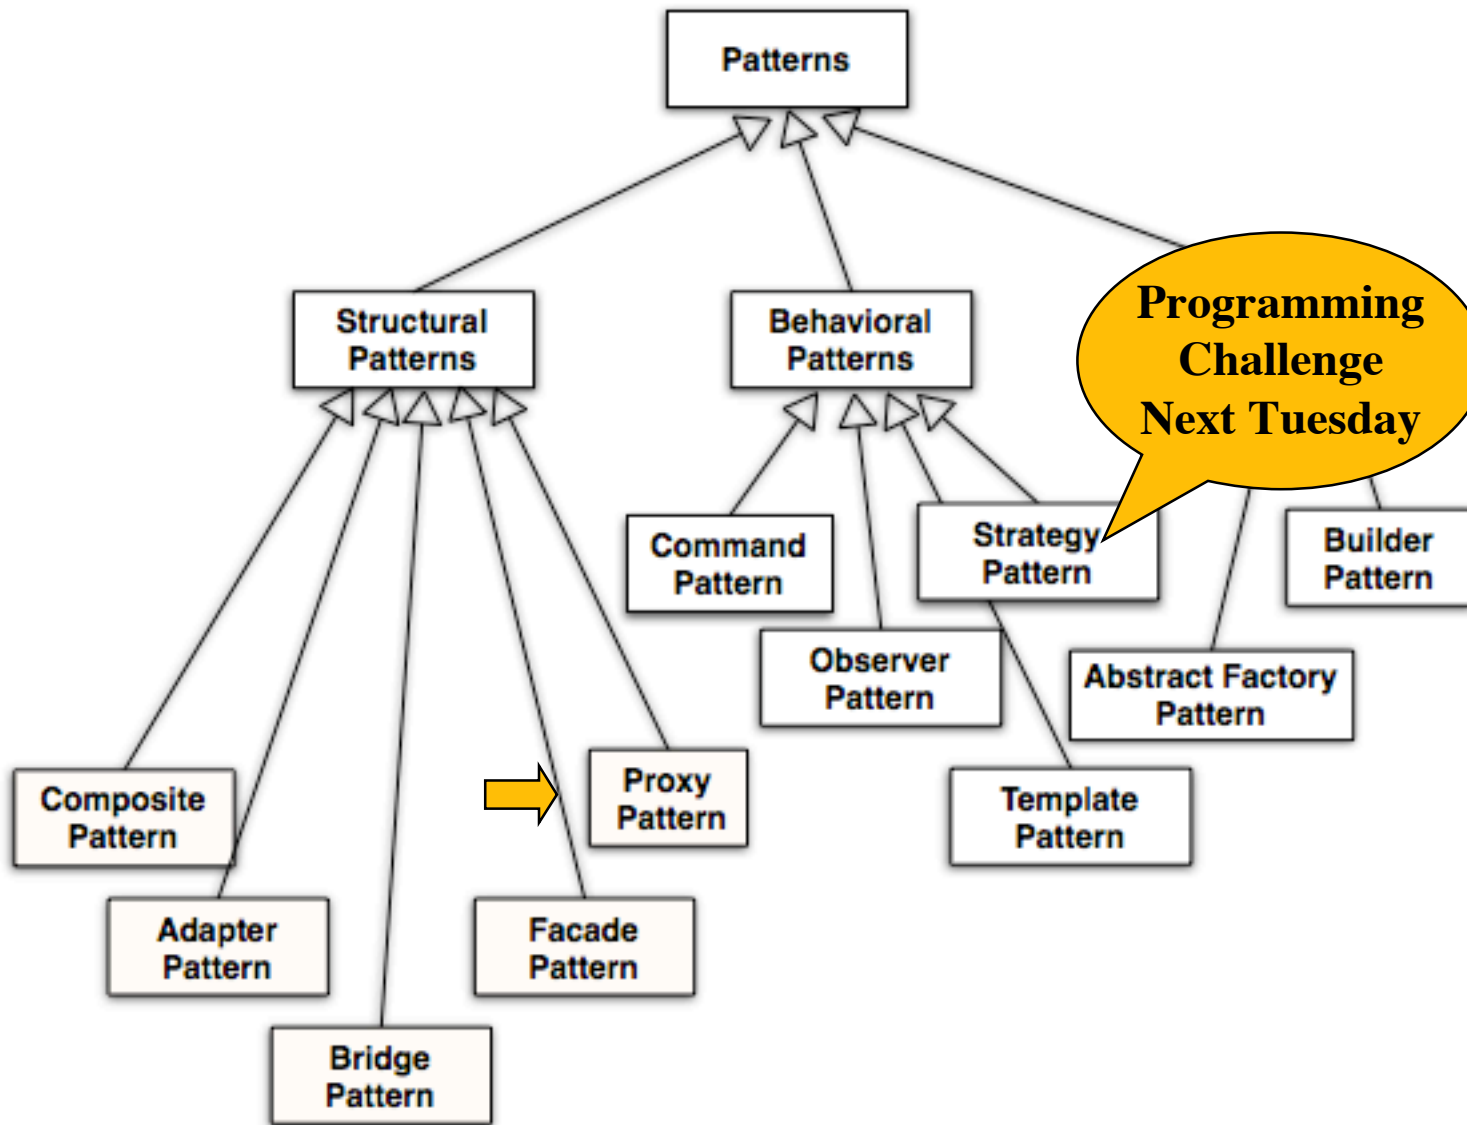 Patterns
Structural
Patterns
Behavioral
Patterns
Programming
Challenge
Next Tuesday
Command
Pattern
Strategy
Pattern
Builder
Pattern
Observer
Pattern
Abstract Factory
Pattern
Composite
Pattern
Proxy
Pattern
Template
Pattern
Adapter
Pattern
Facade
Pattern
Bridge
Pattern